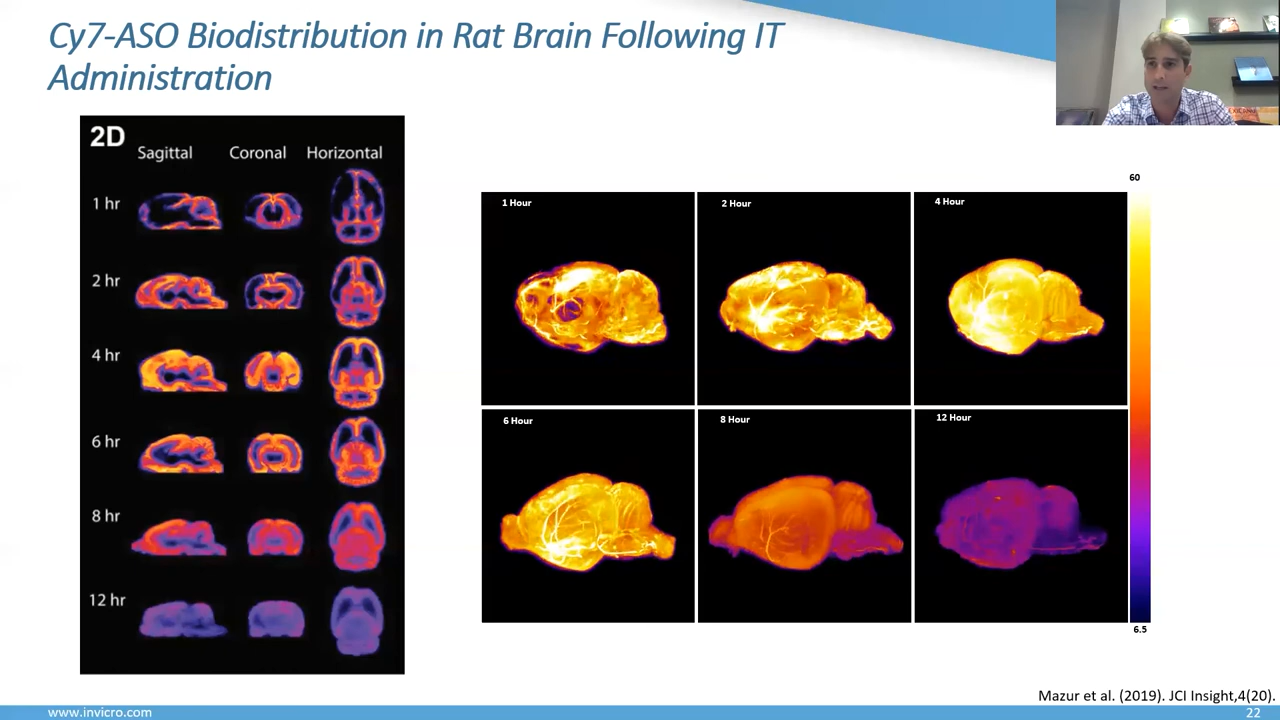 Cy7-ASO Biodistribution in Rat Brain Following IT
Administration
2D
Sagittal Coronal Horizontal
1 hr
2 hr
4 hr
6 hr
8 hr
12 hr
60
1 Hour
2 Hour
4 Hour
6 Hour
8 Hour
12 Hour
6.5
Mazur et al. (2019). JCI Insight,4(20).
www.invicro.com
22